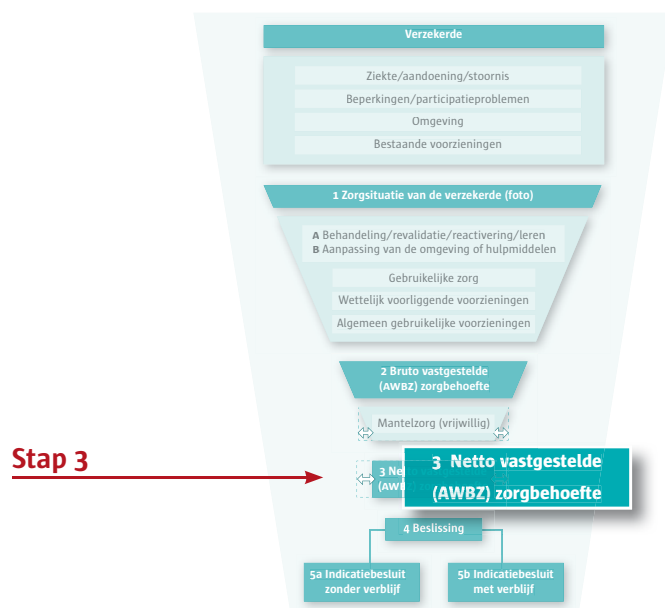 Verzekerde
Ziekte/aandoening/stoornis
Beperkingen/participatieproblemen
Omgeving
Bestaande voorzieningen
1 Zorgsituatie van de verzekerde (foto)
A Behandeling/revalidatie/reactivering/leren
B Aanpassing van de omgeving of hulpmiddelen
Gebruikelijke zorg
Wettelijk voorliggende voorzieningen
Algemeen gebruikelijke voorzieningen
2 Bruto vastgestelde
(AWBZ) zorgbehoefte
Mantelzorg (vrijwillig)
Stap 3
3 Netto vastgestelde
(AWBZ) zorgbehoefte
4 Beslissing
5a Indicatiebesluit
zonder verblijf
5b Indicatiebesluit
met verblijf